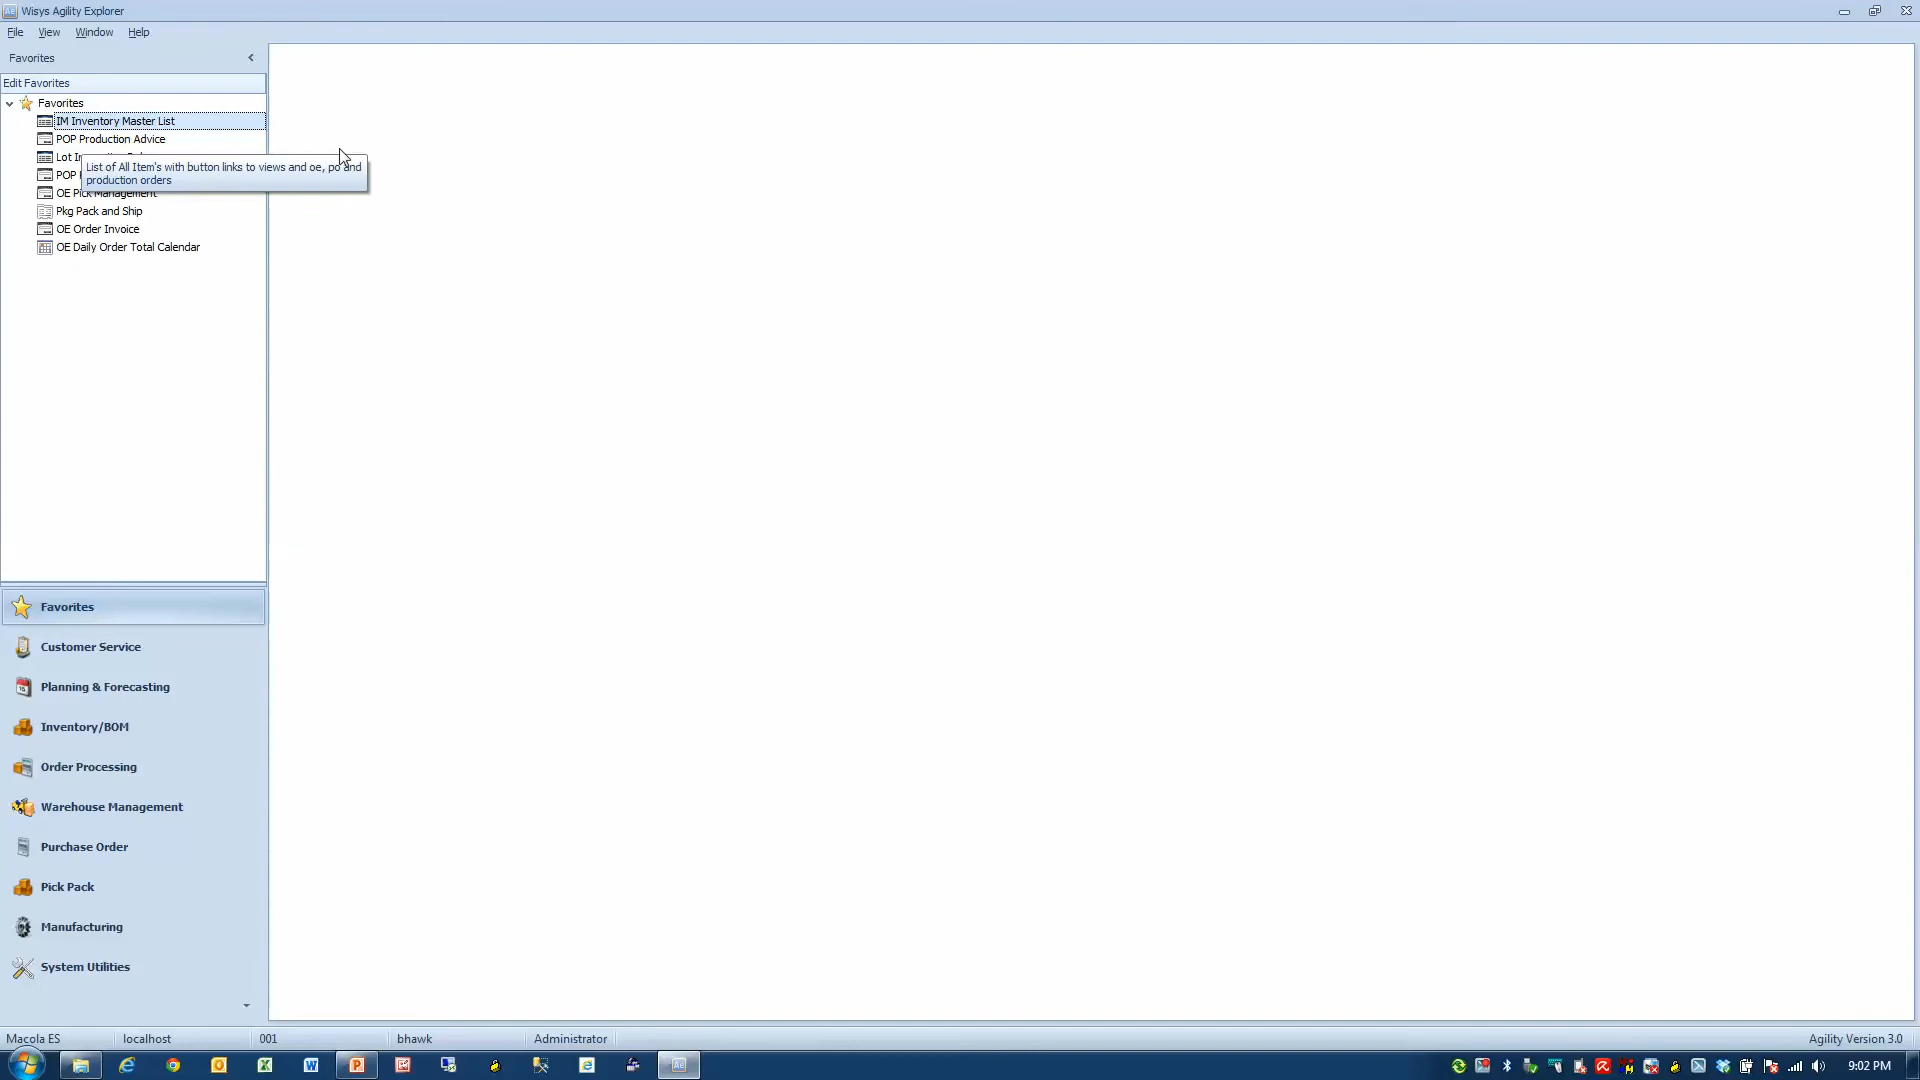 Wisys Agility Explorer
File View Window Help
Favorites
Edit Favorites
Favorites
IM Inventory Master List
POP Production Advice
Lot
List of All Item's with button links to views and oe, po and
production orders
POP
OE Pick Management
Pkg Pack and Ship
OE Order Invoice
OE Daily Order Total Calendar
Favorites
Customer Service
Planning & Forecasting
Inventory/BOM
Order Processing
Warehouse Management
Purchase Order
Pick Pack
Manufacturing
System Utilities
Macola ES localhost 001 bhawk Administrator Agility Version 3.0
9:02 PM